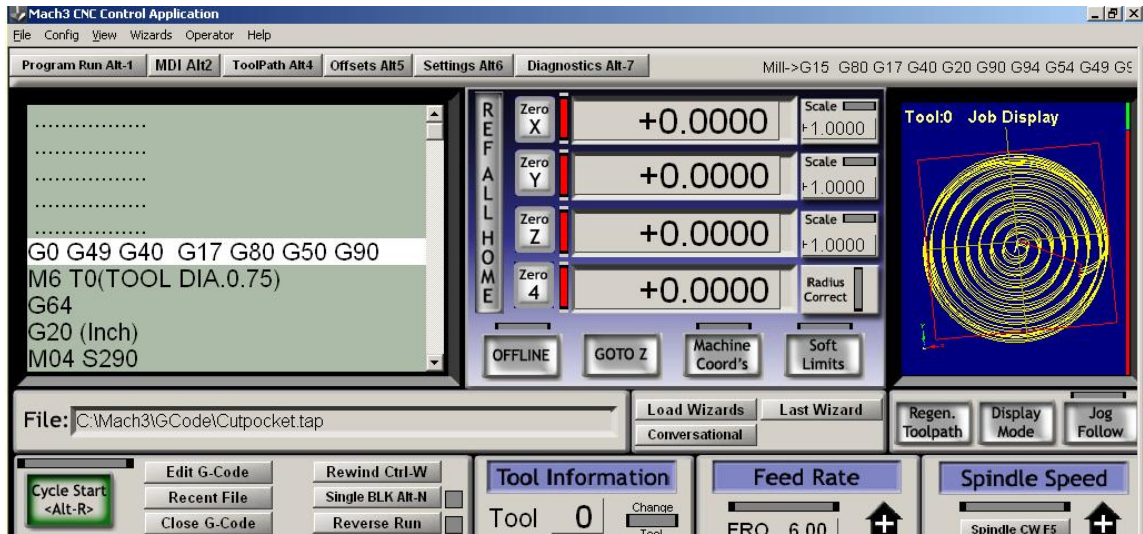 Mach3 CNC Control Application
File Config View Wizards Operator Help
Program Run Alt-1 MDI Alt2 ToolPath Alt4 Offsets Alt5 Settings Alt6 Diagnostics Alt-7 Mill->G15 G80 G17 G40 G20 G90 G94 G54 G49 G9
.................
.................
.................
.................
.................
G0 G49 G40 G17 G80 G50 G90
M6 T0(TOOL DIA.0.75)
G64
G20 (Inch)
M04 S290
REF ALL HOME
Zero X +0.0000 Scale +1.0000
Zero Y +0.0000 Scale +1.0000
Zero Z +0.0000 Scale +1.0000
Zero 4 +0.0000 Radius Correct
OFFLINE GOTO Z Machine Coord's Soft Limits
Tool:0 Job Display
File: C:\Mach3\GCode\Cutpocket.tap
Load Wizards Last Wizard
Conversational
Regen. Toolpath Display Mode Jog Follow
Cycle Start
<Alt-R>
Edit G-Code Rewind Ctrl-W
Recent File Single BLK Alt-N
Close G-Code Reverse Run
Tool Information
Tool 0 Change
Feed Rate
FRO 6.00
Spindle Speed
Spindle CW F5